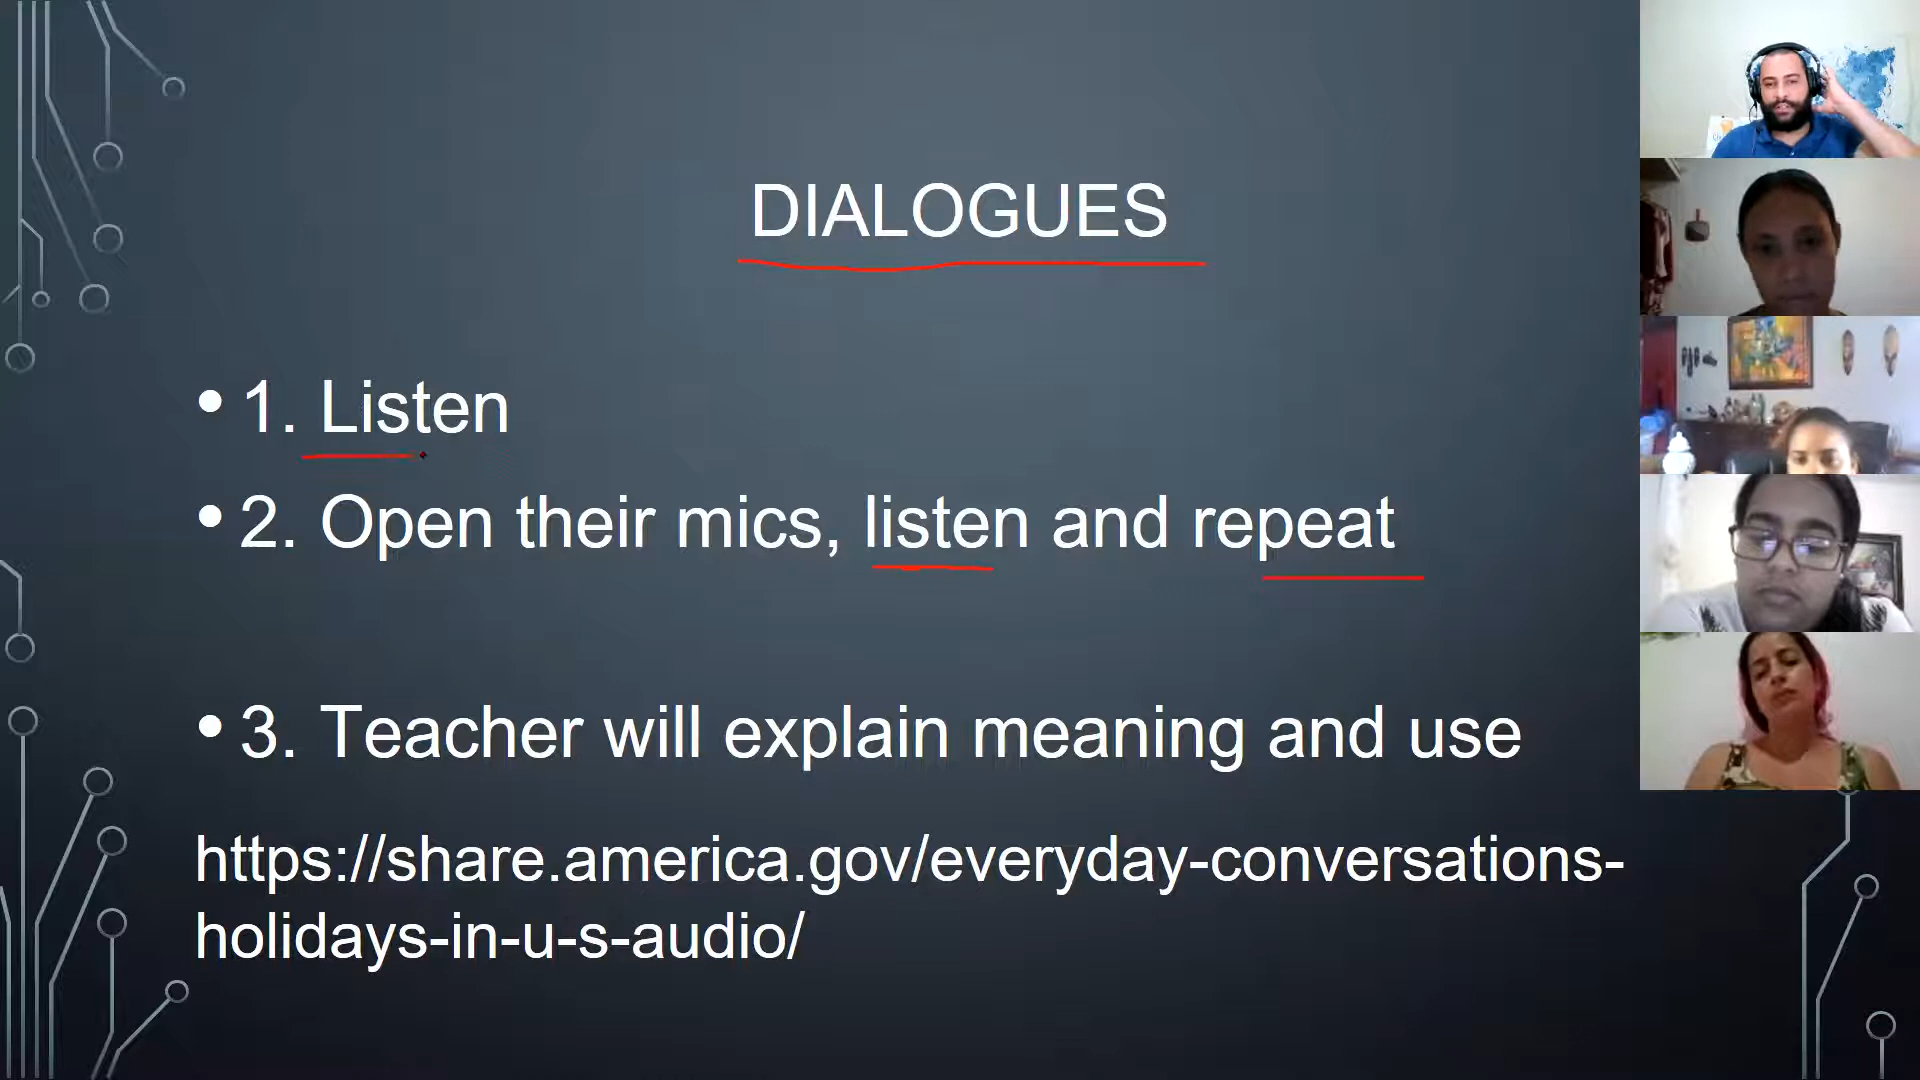 DIALOGUES
• 1. Listen
• 2. Open their mics, listen and repeat
• 3. Teacher will explain meaning and use
https://share.america.gov/everyday-conversations-
holidays-in-u-s-audio/